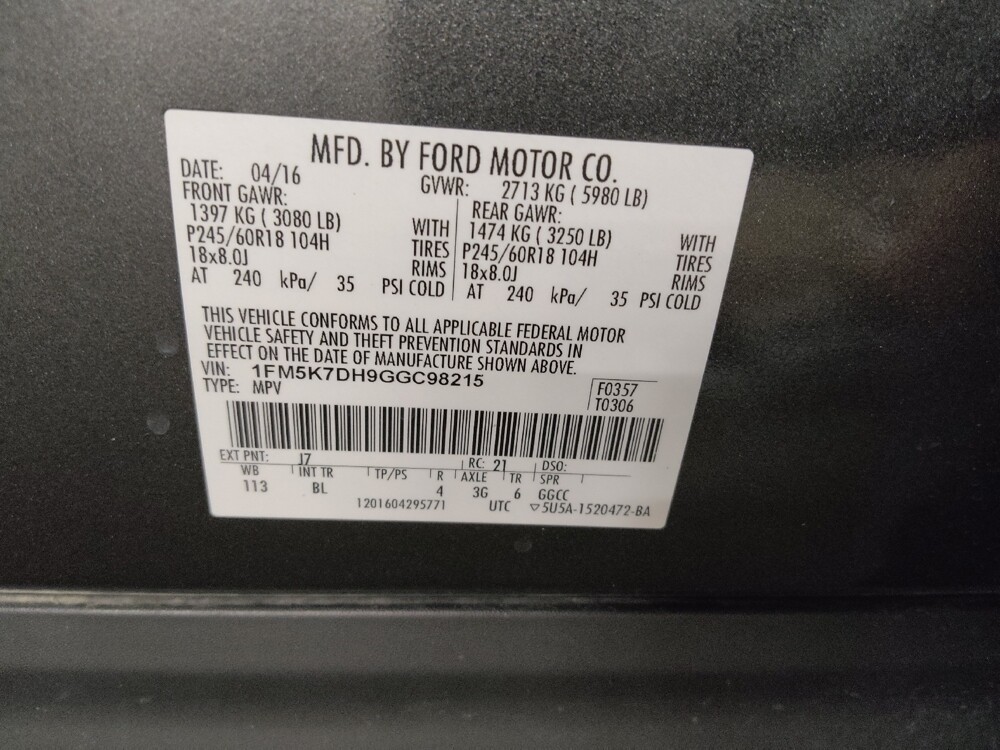 MFD. BY FORD MOTOR CO.
DATE: 04/16 GVWR: 2713 KG ( 5980 LB)
FRONT GAWR: REAR GAWR:
1397 KG ( 3080 LB) WITH 1474 KG ( 3250 LB) WITH
P245/60R18 104H TIRES P245/60R18 104H TIRES
18x8.0J RIMS 18x8.0J RIMS
AT 240 kPa/ 35 PSI COLD AT 240 kPa/ 35 PSI COLD
THIS VEHICLE CONFORMS TO ALL APPLICABLE FEDERAL MOTOR
VEHICLE SAFETY AND THEFT PREVENTION STANDARDS IN
EFFECT ON THE DATE OF MANUFACTURE SHOWN ABOVE.
VIN: 1FM5K7DH9GGC98215
TYPE: MPV
F0357
T0306
EXT PNT: J7 RC: 21 DSO:
WB INT TR TP/PS R AXLE TR SPR
113 BL 4 3G 6 GGCC
1201604295771 UTC ▽5U5A-1520472-BA